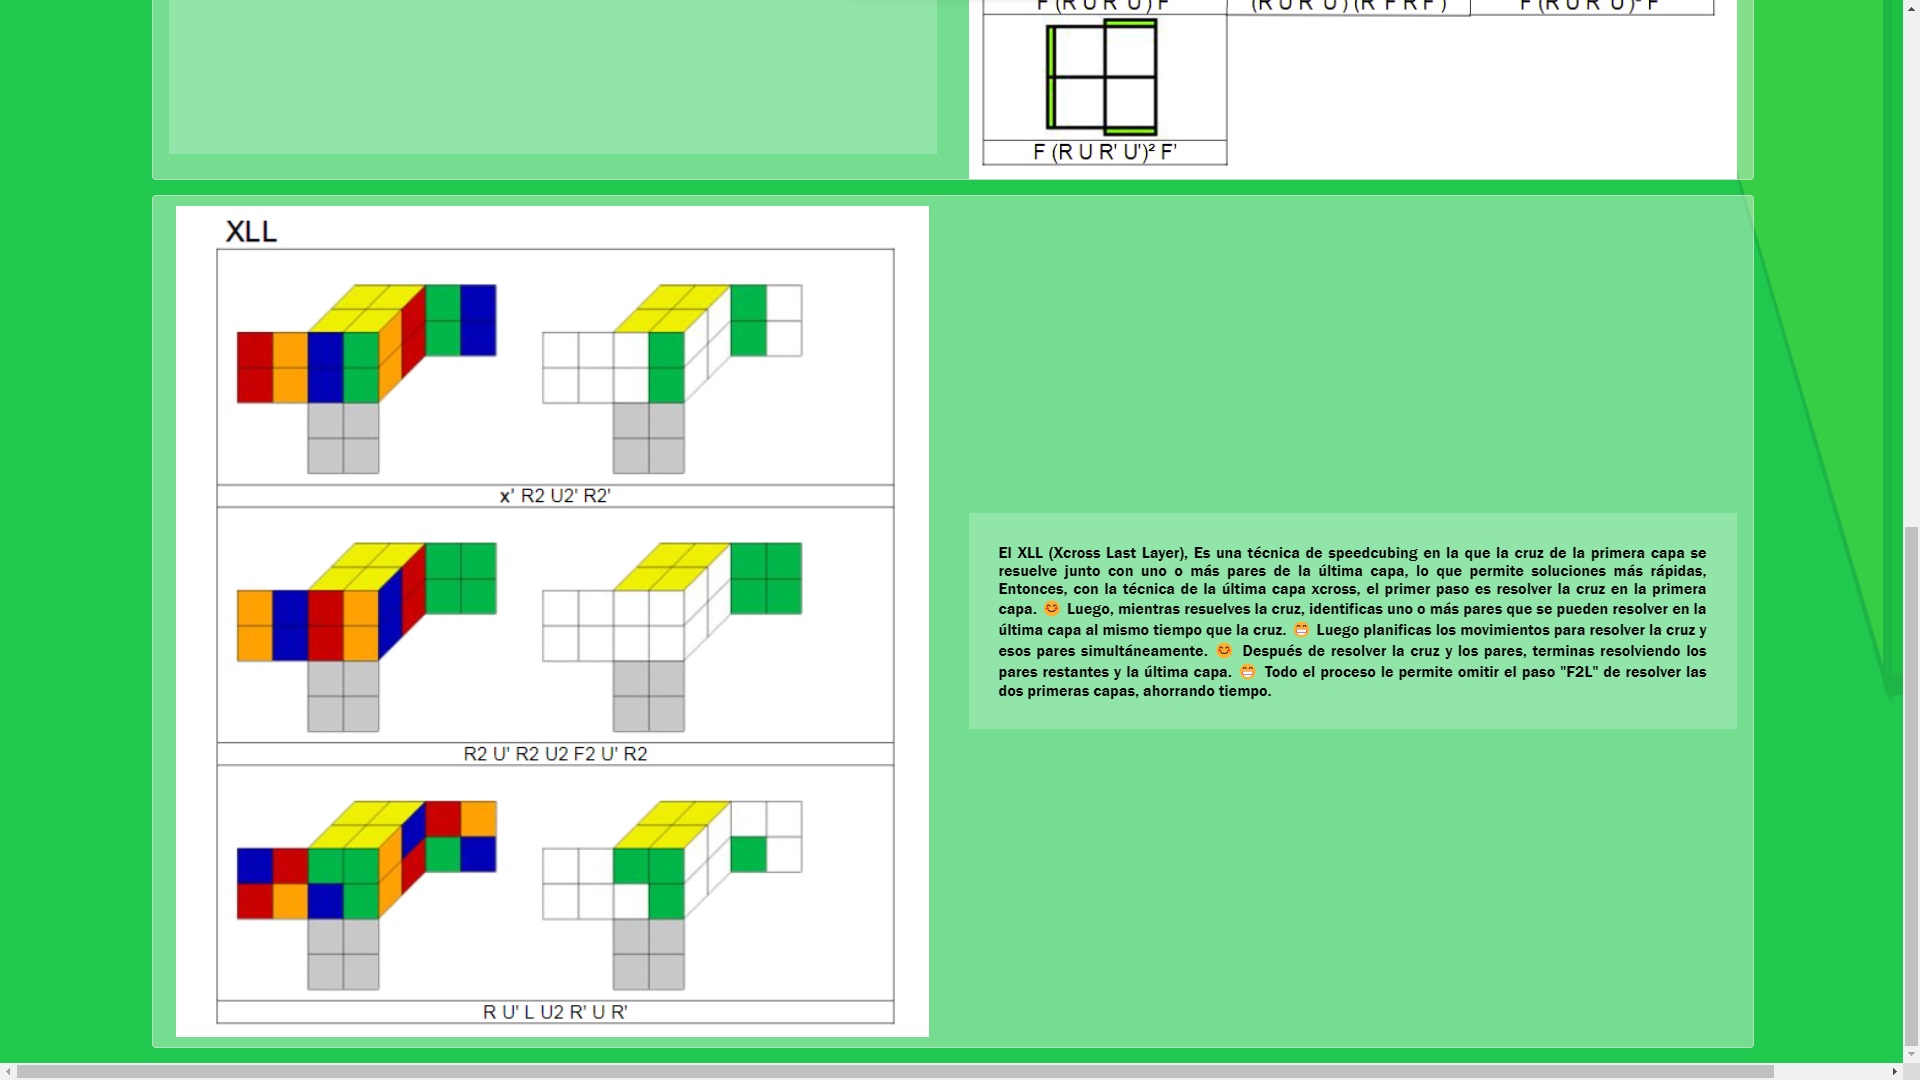 F (R U R' U')² F'
XLL
x' R2 U2' R2'
R2 U' R2 U2 F2 U' R2
R U' L U2 R' U R'
El XLL (Xcross Last Layer), Es una técnica de speedcubing en la que la cruz de la primera capa se
resuelve junto con uno o más pares de la última capa, lo que permite soluciones más rápidas,
Entonces, con la técnica de la última capa xcross, el primer paso es resolver la cruz en la primera
capa. 😊 Luego, mientras resuelves la cruz, identificas uno o más pares que se pueden resolver en la
última capa al mismo tiempo que la cruz. 😁 Luego planificas los movimientos para resolver la cruz y
esos pares simultáneamente. 😊 Después de resolver la cruz y los pares, terminas resolviendo los
pares restantes y la última capa. 😁 Todo el proceso le permite omitir el paso "F2L" de resolver las
dos primeras capas, ahorrando tiempo.